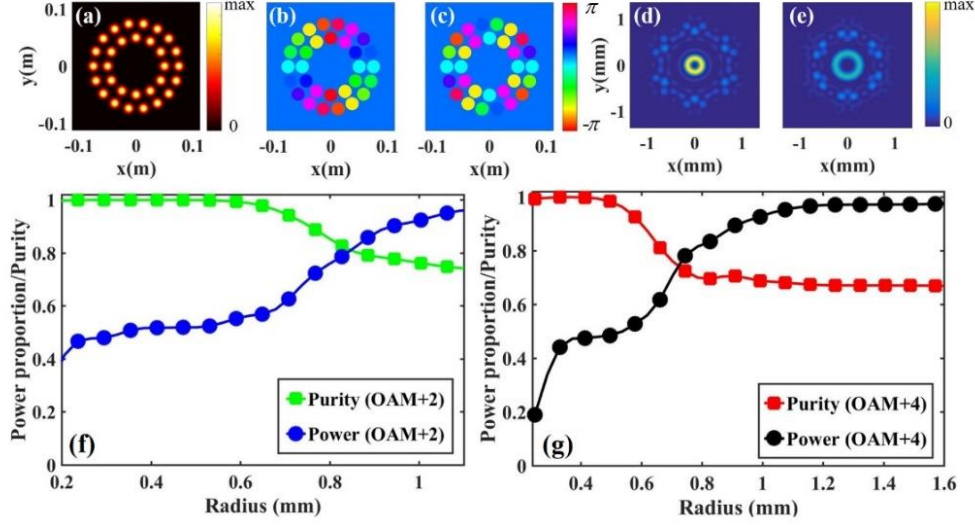 (a)
0.1
0
-0.1
y(m)
-0.1 0 0.1
x(m)
max
0
(b)
-0.1 0 0.1
x(m)
(c)
-0.1 0 0.1
x(m)
π
-π
(d)
1
0
-1
y(mm)
-1 0 1
x(mm)
(e)
-1 0 1
x(mm)
max
0
Power proportion/Purity
1
0.8
0.6
0.4
0.2
0
0.2 0.4 0.6 0.8 1
Radius (mm)
Purity (OAM+2)
Power (OAM+2)
(f)
Power proportion/Purity
1
0.8
0.6
0.4
0.2
0
0.4 0.6 0.8 1 1.2 1.4 1.6
Radius (mm)
Purity (OAM+4)
Power (OAM+4)
(g)